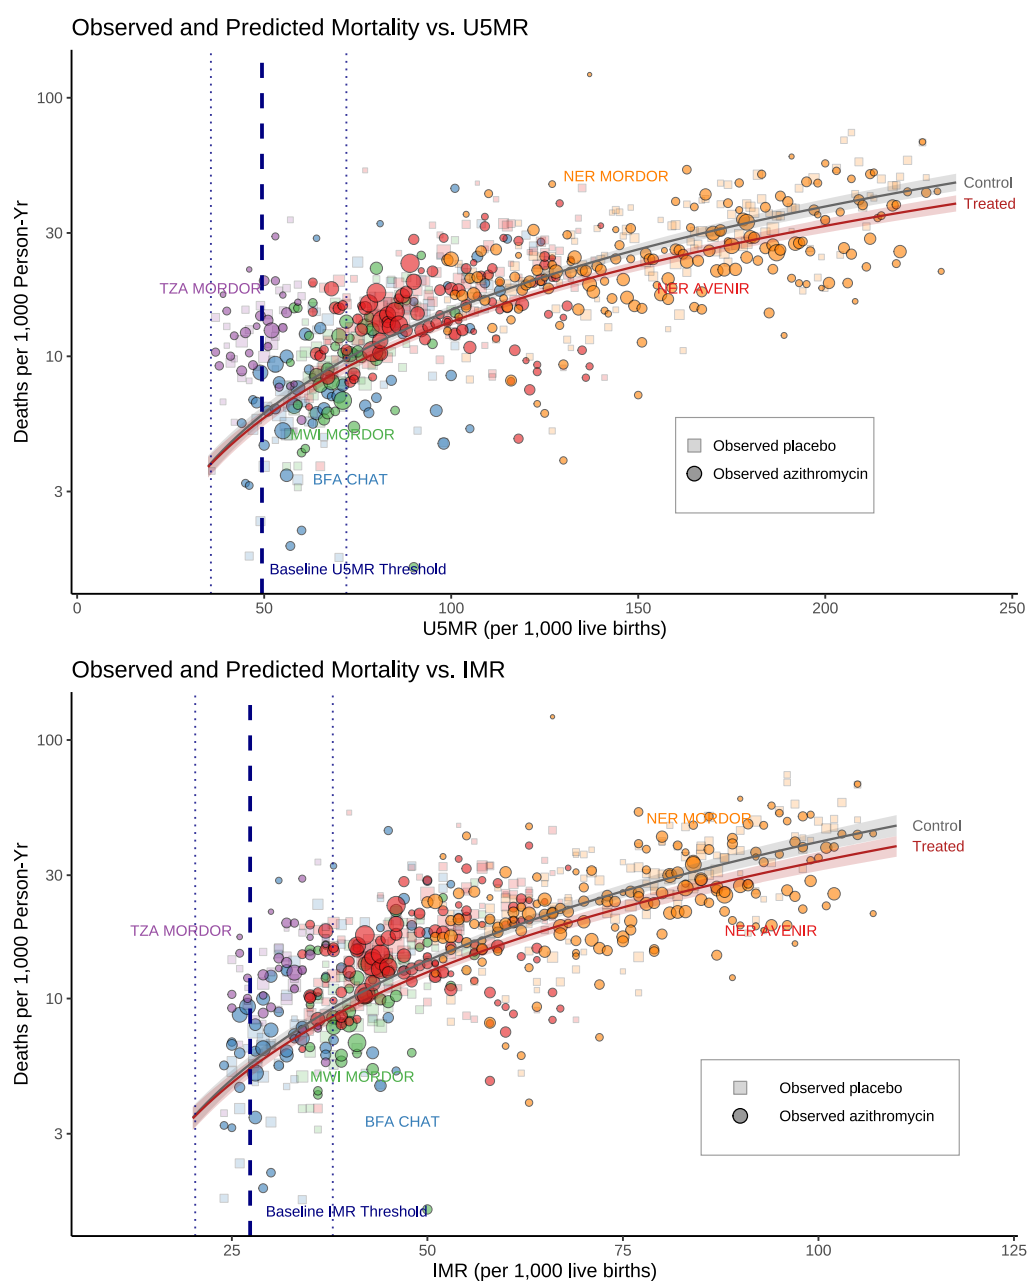 Observed and Predicted Mortality vs. U5MR
100
30
10
3
Deaths per 1,000 Person-Yr
NER MORDOR
Control
Treated
TZA MORDOR
NER AVENIR
MWI MORDOR
BFA CHAT
Observed placebo
Observed azithromycin
Baseline U5MR Threshold
0 50 100 150 200 250
U5MR (per 1,000 live births)
Observed and Predicted Mortality vs. IMR
100
30
10
3
Deaths per 1,000 Person-Yr
NER MORDOR
Control
Treated
TZA MORDOR
NER AVENIR
MWI MORDOR
BFA CHAT
Observed placebo
Observed azithromycin
Baseline IMR Threshold
25 50 75 100 125
IMR (per 1,000 live births)